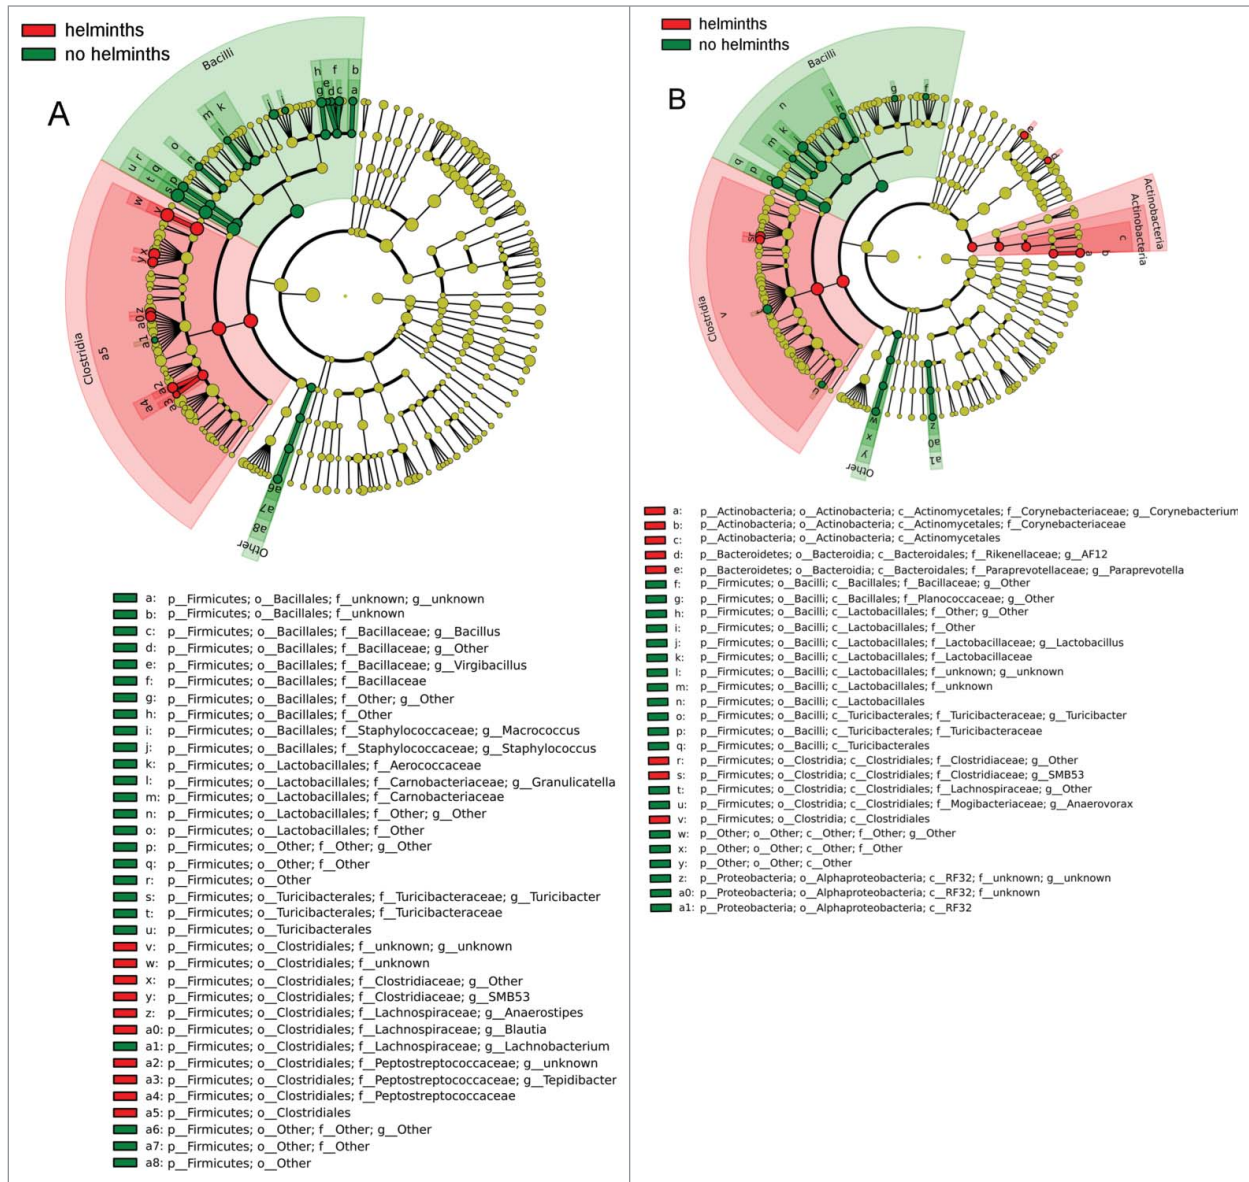 helminths
no helminths
A
Bacilli
Clostridia
Other
h f b
g e d c a
m k
l
j i
o
n
u r
t q
s p
w
v
y x
a0 z
a1
a5
a2
a4
a3
a6
a7
a8
a: p__Firmicutes; o__Bacillales; f__unknown; g__unknown
b: p__Firmicutes; o__Bacillales; f__unknown
c: p__Firmicutes; o__Bacillales; f__Bacillaceae; g__Bacillus
d: p__Firmicutes; o__Bacillales; f__Bacillaceae; g__Other
e: p__Firmicutes; o__Bacillales; f__Bacillaceae; g__Virgibacillus
f: p__Firmicutes; o__Bacillales; f__Bacillaceae
g: p__Firmicutes; o__Bacillales; f__Other; g__Other
h: p__Firmicutes; o__Bacillales; f__Other
i: p__Firmicutes; o__Bacillales; f__Staphylococcaceae; g__Macrococcus
j: p__Firmicutes; o__Bacillales; f__Staphylococcaceae; g__Staphylococcus
k: p__Firmicutes; o__Lactobacillales; f__Aerococcaceae
l: p__Firmicutes; o__Lactobacillales; f__Carnobacteriaceae; g__Granulicatella
m: p__Firmicutes; o__Lactobacillales; f__Carnobacteriaceae
n: p__Firmicutes; o__Lactobacillales; f__Other; g__Other
o: p__Firmicutes; o__Lactobacillales; f__Other
p: p__Firmicutes; o__Other; f__Other; g__Other
q: p__Firmicutes; o__Other; f__Other
r: p__Firmicutes; o__Other
s: p__Firmicutes; o__Turicibacterales; f__Turicibacteraceae; g__Turicibacter
t: p__Firmicutes; o__Turicibacterales; f__Turicibacteraceae
u: p__Firmicutes; o__Turicibacterales
v: p__Firmicutes; o__Clostridiales; f__unknown; g__unknown
w: p__Firmicutes; o__Clostridiales; f__unknown
x: p__Firmicutes; o__Clostridiales; f__Clostridiaceae; g__Other
y: p__Firmicutes; o__Clostridiales; f__Clostridiaceae; g__SMB53
z: p__Firmicutes; o__Clostridiales; f__Lachnospiraceae; g__Anaerostipes
a0: p__Firmicutes; o__Clostridiales; f__Lachnospiraceae; g__Blautia
a1: p__Firmicutes; o__Clostridiales; f__Lachnospiraceae; g__Lachnobacterium
a2: p__Firmicutes; o__Clostridiales; f__Peptostreptococcaceae; g__unknown
a3: p__Firmicutes; o__Clostridiales; f__Peptostreptococcaceae; g__Tepidibacter
a4: p__Firmicutes; o__Clostridiales; f__Peptostreptococcaceae
a5: p__Firmicutes; o__Clostridiales
a6: p__Firmicutes; o__Other; f__Other; g__Other
a7: p__Firmicutes; o__Other; f__Other
a8: p__Firmicutes; o__Other
helminths
no helminths
B
Bacilli
Clostridia
Actinobacteria
Actinobacteria
Other
n
i
g
f
e
d
k
m
q
p
c
b
a
s r
v
w
x
y
z
a0
a1
a: p__Actinobacteria; o__Actinobacteria; c__Actinomycetales; f__Corynebacteriaceae; g__Corynebacterium
b: p__Actinobacteria; o__Actinobacteria; c__Actinomycetales; f__Corynebacteriaceae
c: p__Actinobacteria; o__Actinobacteria; c__Actinomycetales
d: p__Bacteroidetes; o__Bacteroidia; c__Bacteroidales; f__Rikenellaceae; g__AF12
e: p__Bacteroidetes; o__Bacteroidia; c__Bacteroidales; f__Paraprevotellaceae; g__Paraprevotella
f: p__Firmicutes; o__Bacilli; c__Bacillales; f__Bacillaceae; g__Other
g: p__Firmicutes; o__Bacilli; c__Bacillales; f__Planococcaceae; g__Other
h: p__Firmicutes; o__Bacilli; c__Lactobacillales; f__Other; g__Other
i: p__Firmicutes; o__Bacilli; c__Lactobacillales; f__Other
j: p__Firmicutes; o__Bacilli; c__Lactobacillales; f__Lactobacillaceae; g__Lactobacillus
k: p__Firmicutes; o__Bacilli; c__Lactobacillales; f__Lactobacillaceae
l: p__Firmicutes; o__Bacilli; c__Lactobacillales; f__unknown; g__unknown
m: p__Firmicutes; o__Bacilli; c__Lactobacillales; f__unknown
n: p__Firmicutes; o__Bacilli; c__Lactobacillales
o: p__Firmicutes; o__Bacilli; c__Turicibacterales; f__Turicibacteraceae; g__Turicibacter
p: p__Firmicutes; o__Bacilli; c__Turicibacterales; f__Turicibacteraceae
q: p__Firmicutes; o__Bacilli; c__Turicibacterales
r: p__Firmicutes; o__Clostridia; c__Clostridiales; f__Clostridiaceae; g__Other
s: p__Firmicutes; o__Clostridia; c__Clostridiales; f__Clostridiaceae; g__SMB53
t: p__Firmicutes; o__Clostridia; c__Clostridiales; f__Lachnospiraceae; g__Other
u: p__Firmicutes; o__Clostridia; c__Clostridiales; f__Mogibacteriaceae; g__Anaerovorax
v: p__Firmicutes; o__Clostridia; c__Clostridiales
w: p__Other; o__Other; c__Other; f__Other; g__Other
x: p__Other; o__Other; c__Other; f__Other
y: p__Other; o__Other; c__Other
z: p__Proteobacteria; o__Alphaproteobacteria; c__RF32; f__unknown; g__unknown
a0: p__Proteobacteria; o__Alphaproteobacteria; c__RF32; f__unknown
a1: p__Proteobacteria; o__Alphaproteobacteria; c__RF32